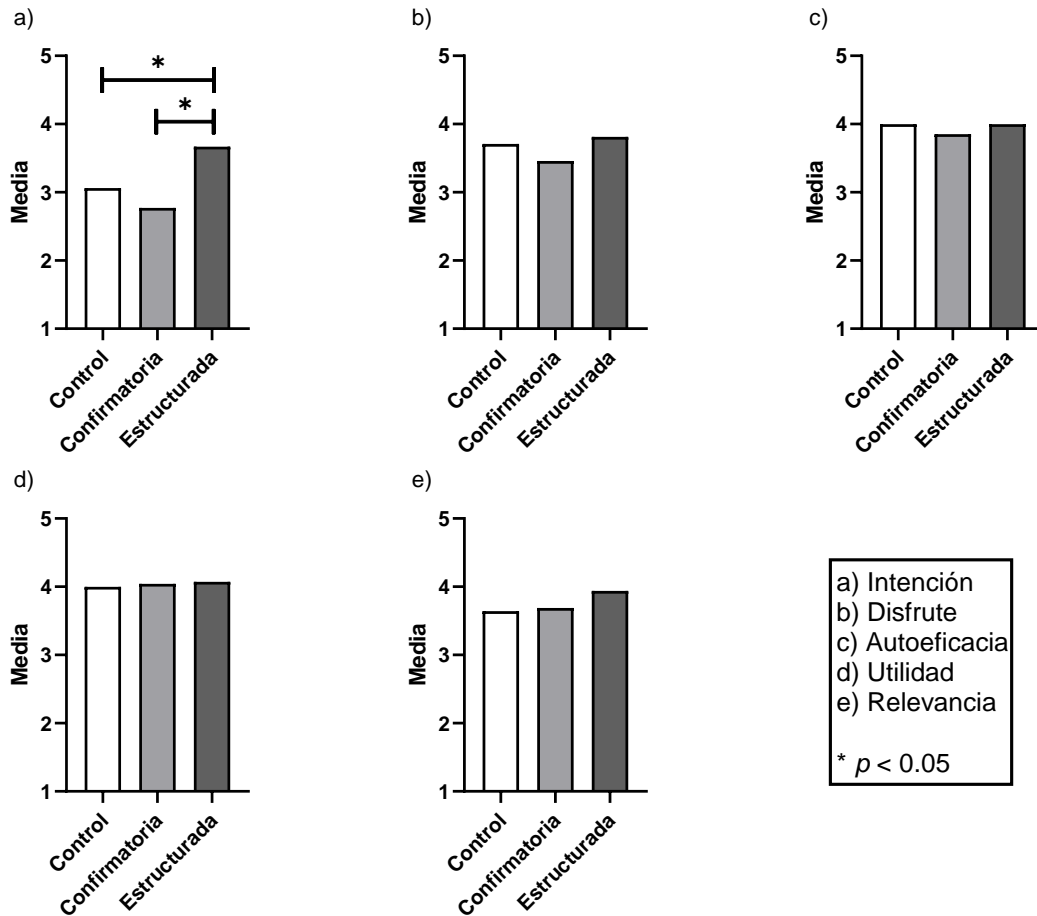 a)
5
4
3
2
1
Media
*
*
Control
Confirmatoria
Estructurada
b)
5
4
3
2
1
Media
Control
Confirmatoria
Estructurada
c)
5
4
3
2
1
Media
Control
Confirmatoria
Estructurada
d)
5
4
3
2
1
Media
Control
Confirmatoria
Estructurada
e)
5
4
3
2
1
Media
Control
Confirmatoria
Estructurada
a) Intención
b) Disfrute
c) Autoeficacia
d) Utilidad
e) Relevancia
* p < 0.05